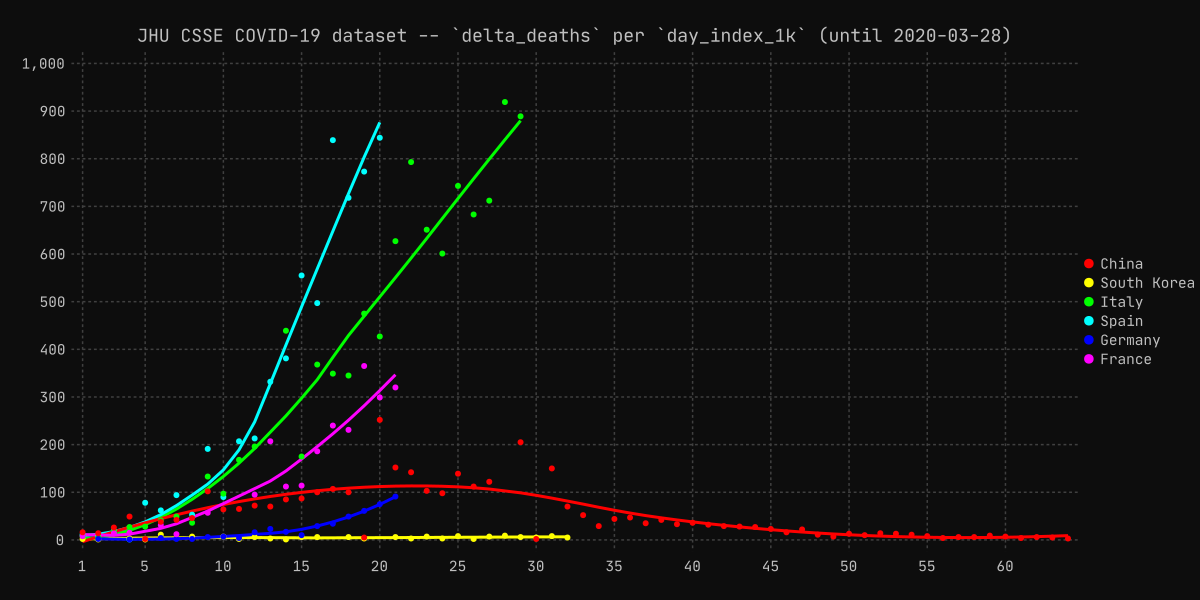 JHU CSSE COVID-19 dataset -- `delta_deaths` per `day_index_1k` (until 2020-03-28)
1,000
900
800
700
600
500
400
300
200
100
0
1 5 10 15 20 25 30 35 40 45 50 55 60
China
South Korea
Italy
Spain
Germany
France